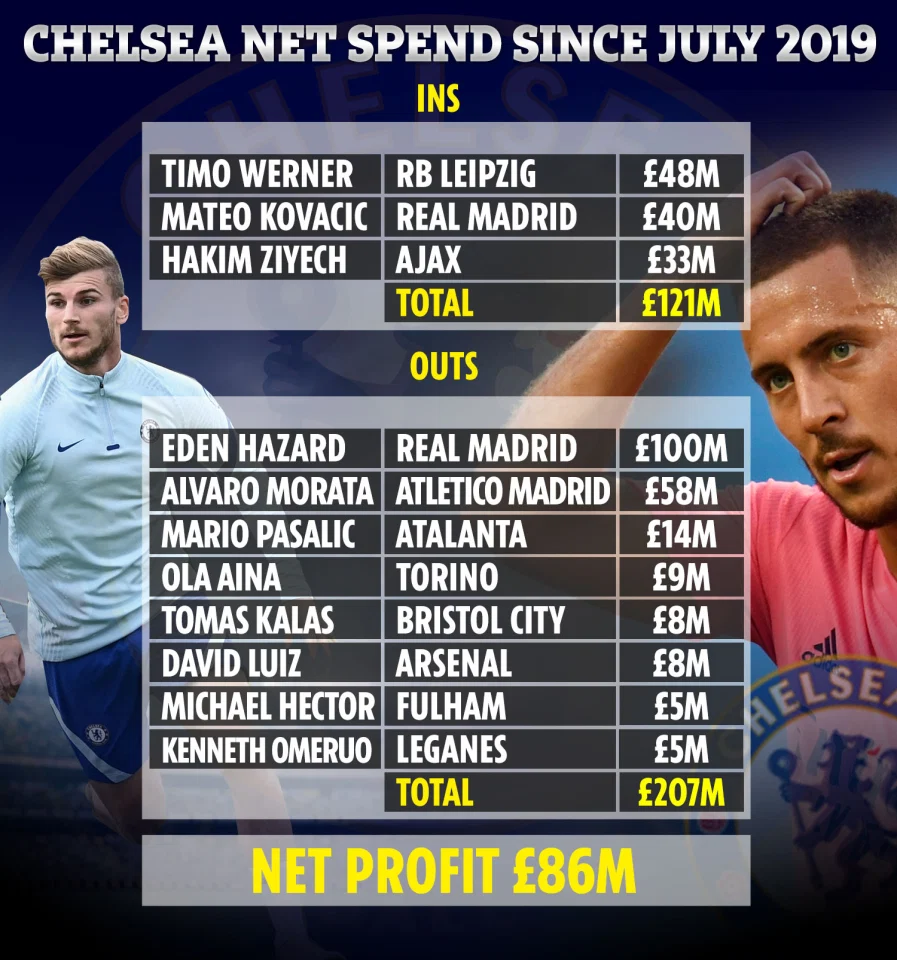 CHELSEA NET SPEND SINCE JULY 2019
INS
TIMO WERNER RB LEIPZIG £48M
MATEO KOVACIC REAL MADRID £40M
HAKIM ZIYECH AJAX £33M
TOTAL £121M
OUTS
EDEN HAZARD REAL MADRID £100M
ALVARO MORATA ATLETICO MADRID £58M
MARIO PASALIC ATALANTA £14M
OLA AINA TORINO £9M
TOMAS KALAS BRISTOL CITY £8M
DAVID LUIZ ARSENAL £8M
MICHAEL HECTOR FULHAM £5M
KENNETH OMERUO LEGANES £5M
TOTAL £207M
NET PROFIT £86M
CHELSEA
adidas
CHELSEA